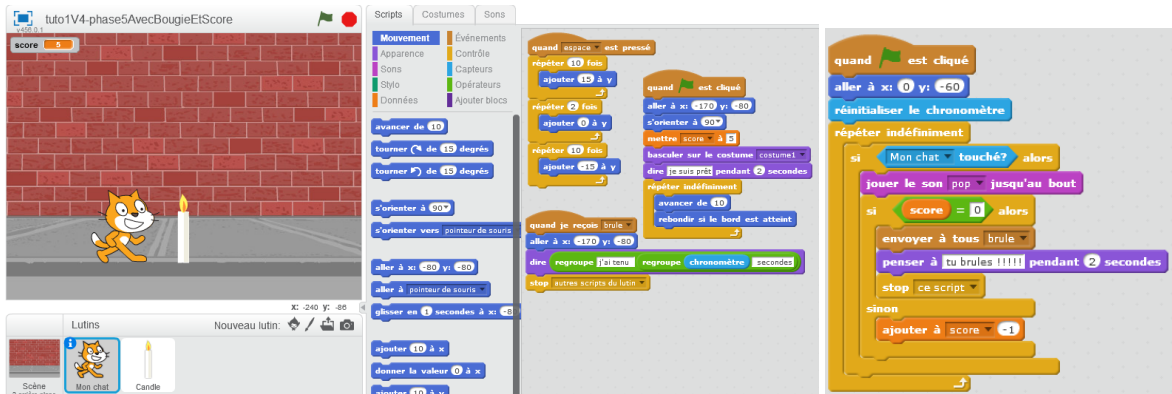 tuto1V4-phase5AvecBougieEtScore
v456.0.1
score 5
X: -240 y: -86
Lutins
Nouveau lutin:
Scène
Mon chat
Candle
Scripts
Costumes
Sons
Mouvement
Événements
Apparence
Contrôle
Sons
Capteurs
Stylo
Opérateurs
Données
Ajouter blocs
avancer de 10
tourner de 15 degrés
tourner de 15 degrés
s'orienter à 90
s'orienter vers pointeur de souris
aller à x: -80 y: -80
aller à pointeur de souris
glisser en 1 secondes à x: -8
ajouter 10 à x
donner la valeur 0 à x
ajouter 10 à y
quand espace est pressé
répéter 10 fois
ajouter 15 à y
répéter 2 fois
ajouter 0 à y
répéter 10 fois
ajouter -15 à y
quand est cliqué
aller à x: -170 y: -80
s'orienter à 90
mettre score à 5
basculer sur le costume costume1
dire je suis prêt pendant 2 secondes
répéter indéfiniment
avancer de 10
rebondir si le bord est atteint
quand je reçois brule
aller à x: -170 y: -80
dire regroupe j'ai tenu regroupe chronomètre secondes
stop autres scripts du lutin
quand est cliqué
aller à x: 0 y: -60
réinitialiser le chronomètre
répéter indéfiniment
si Mon chat touché? alors
jouer le son pop jusqu'au bout
si score = 0 alors
envoyer à tous brule
penser à tu brules !!!!! pendant 2 secondes
stop ce script
sinon
ajouter à score -1